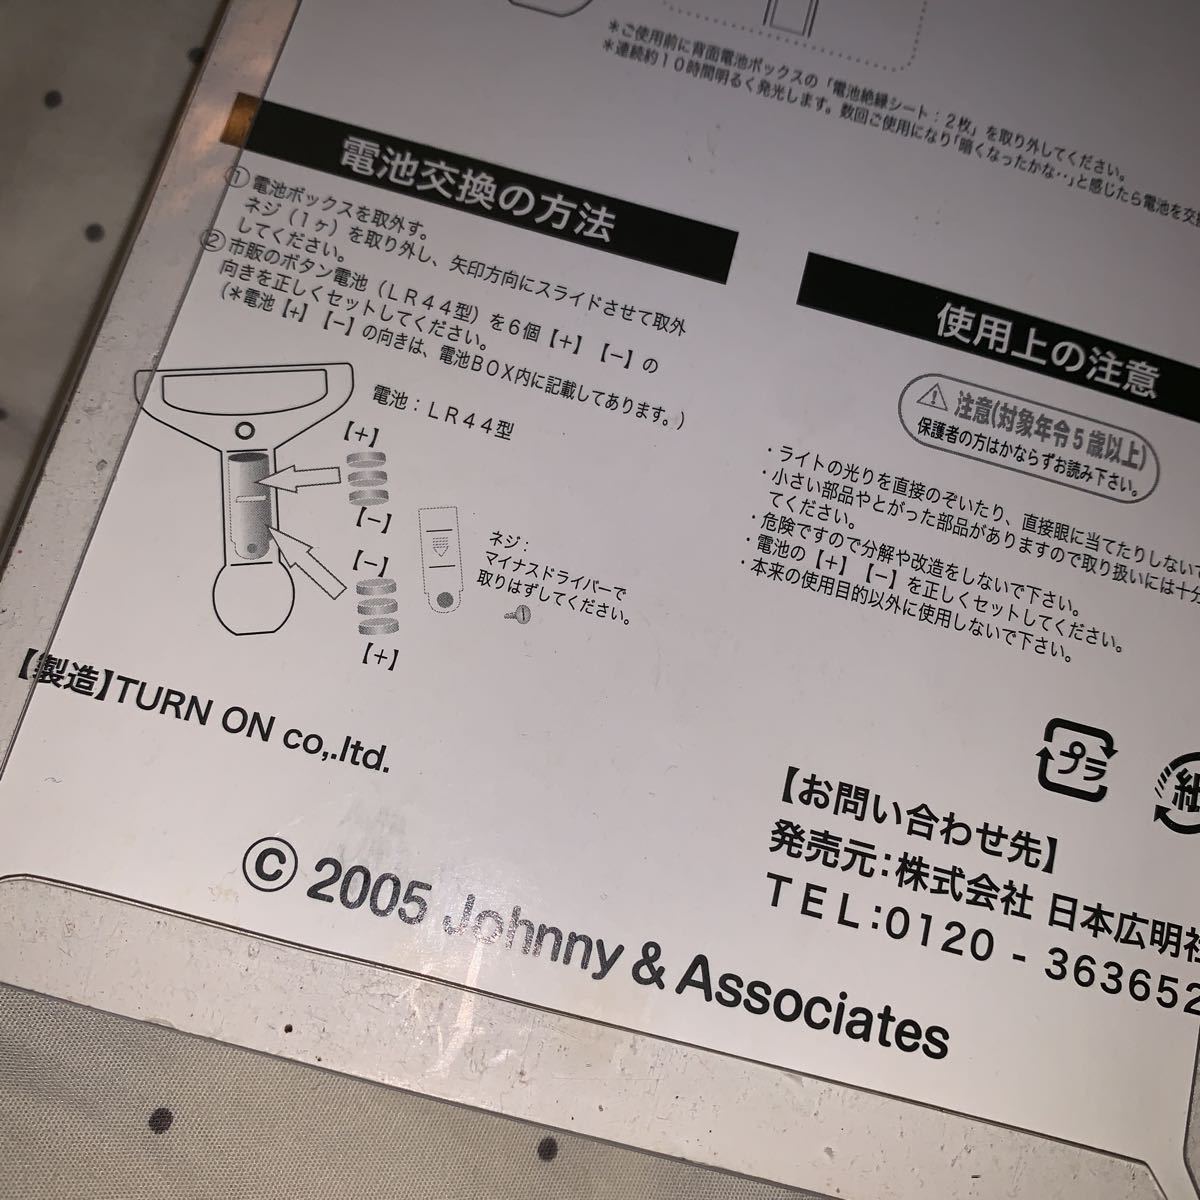 *ご使用前に背面電池ボックスの「電池絶縁シート:2枚」を取り外してください。
*連続約10時間明るく発光します。数回ご使用になり「暗くなったかな‥」と感じたら電池を交換
電池交換の方法
①電池ボックスを取外す。
ネジ(1ヶ)を取り外し、矢印方向にスライドさせて取外
してください。
②市販のボタン電池(LR44型)を6個【+】【−】の
向きを正しくセットしてください。
(*電池【+】【−】の向きは、電池BOX内に記載してあります。)
電池:LR44型
【+】
【−】
【−】
【+】
ネジ:
マイナスドライバーで
取りはずしてください。
【製造】TURN ON co,.ltd.
使用上の注意
注意(対象年令5歳以上)
保護者の方はかならずお読み下さい。
・ライトの光りを直接のぞいたり、直接眼に当てたりしないで
・小さい部品やとがった部品がありますので取り扱いには十分
てください。
・危険ですので分解や改造をしないで下さい。
・電池の【+】【−】を正しくセットしてください。
・本来の使用目的以外に使用しないで下さい。
プラ
紙
【お問い合わせ先】
発売元:株式会社 日本広明社
TEL:0120-363652
© 2005 Johnny & Associates